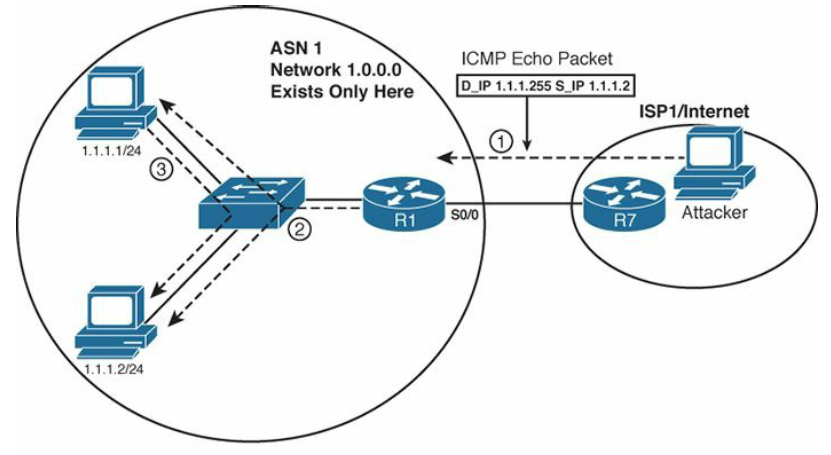 ASN 1
Network 1.0.0.0
Exists Only Here
ICMP Echo Packet
D_IP 1.1.1.255 S_IP 1.1.1.2
ISP1/Internet
1
1.1.1.1/24
3
2
R1
S0/0
R7
Attacker
1.1.1.2/24